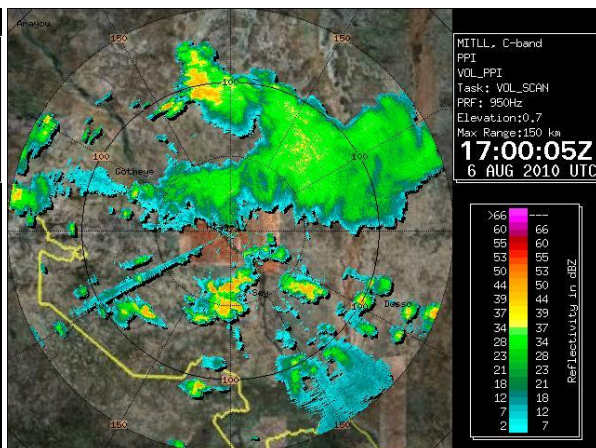 Anayou
150
150
100
100
100
Gotheye
Say
Dosso
100
150
150
MITLL, C-band
PPI
VOL_PPI
Task: VOL_SCAN
PRF: 950Hz
Elevation:0.7
Max Range:150 km
17:00:05Z
6 AUG 2010 UTC
>66 ---
60 66
55 60
53 55
50 53
44 50
39 44
37 39
34 37
28 34
23 28
21 23
18 21
12 18
7 12
2 7
Reflectivity in dBZ